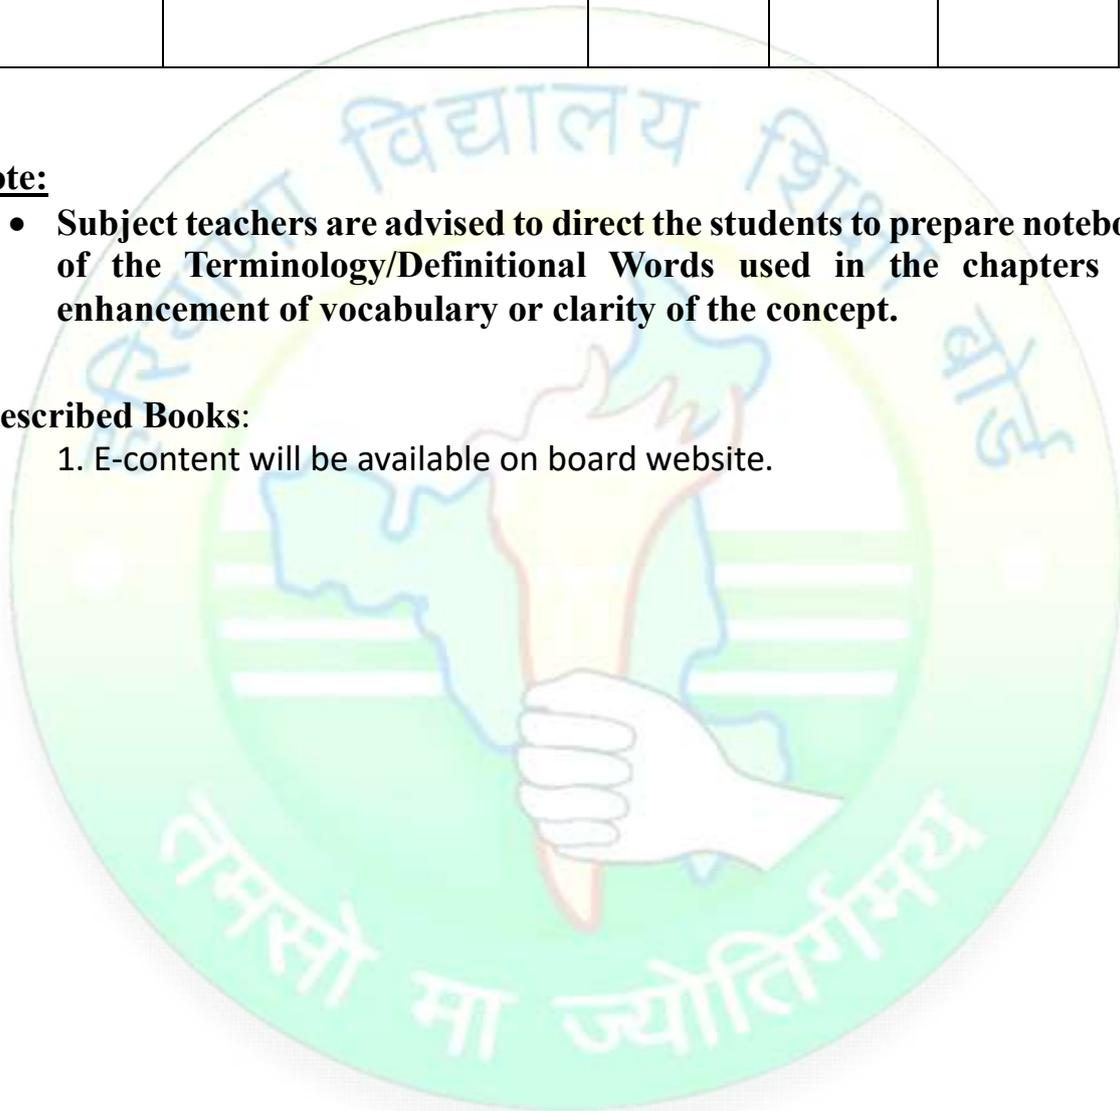 ote:
• Subject teachers are advised to direct the students to prepare notebo
of the Terminology/Definitional Words used in the chapters
enhancement of vocabulary or clarity of the concept.
escribed Books:
1. E-content will be available on board website.
हरियाणा विद्यालय शिक्षा बोर्ड
तमसो मा ज्योतिर्गमय